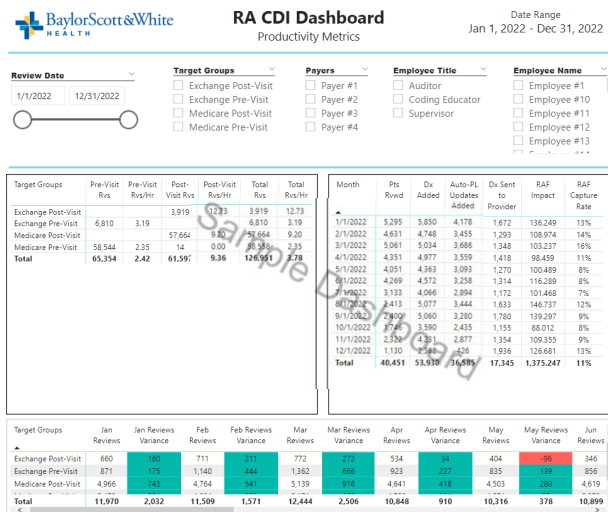 BaylorScott&White
HEALTH
RA CDI Dashboard
Productivity Metrics
Date Range
Jan 1, 2022 - Dec 31, 2022
Review Date
1/1/2022 12/31/2022
Target Groups
Exchange Post-Visit
Exchange Pre-Visit
Medicare Post-Visit
Medicare Pre-Visit
Payers
Payer #1
Payer #2
Payer #3
Payer #4
Employee Title
Auditor
Coding Educator
Supervisor
Employee Name
Employee #1
Employee #10
Employee #11
Employee #12
Employee #13
Target Groups Pre-Visit Rvs Pre-Visit Rvs/Hr Post-Visit Rvs Post-Visit Rvs/Hr Total Rvs Total Rvs/Hr
Exchange Post-Visit 3,919 12.73 3,919 12.73
Exchange Pre-Visit 6,810 3.19 6,810 3.19
Medicare Post-Visit 57,664 9.20 57,664 9.20
Medicare Pre-Visit 58,544 2.35 14 0.00 58,558 2.35
Total 65,354 2.42 61,597 9.36 126,951 3.78
Month Pts Rvwd Dx Added Auto-PL Updates Added Dx Sent to Provider RAF Impact RAF Capture Rate
1/1/2022 5,295 5,850 4,178 1,672 136.249 13%
2/1/2022 4,631 4,748 3,455 1,293 108.974 14%
3/1/2022 5,061 5,034 3,686 1,348 103.237 16%
4/1/2022 4,351 4,977 3,559 1,418 98.459 11%
5/1/2022 4,051 4,363 3,093 1,270 100.489 8%
6/1/2022 4,269 4,572 3,258 1,314 116.289 8%
7/1/2022 3,133 4,066 2,894 1,172 101.468 7%
8/1/2022 2,413 5,077 3,444 1,633 146.737 12%
9/1/2022 2,400 5,060 3,280 1,780 139.297 9%
10/1/2022 1,746 3,590 2,435 1,155 88.012 8%
11/1/2022 2,322 4,231 2,877 1,354 109.355 9%
12/1/2022 1,130 2,362 426 1,936 126.681 13%
Total 40,451 53,930 36,585 17,345 1,375.247 11%
Sample Dashboard
Target Groups Jan Reviews Jan Reviews Variance Feb Reviews Feb Reviews Variance Mar Reviews Mar Reviews Variance Apr Reviews Apr Reviews Variance May Reviews May Reviews Variance Jun Reviews
Exchange Post-Visit 660 160 711 211 772 272 534 34 404 -96 346
Exchange Pre-Visit 871 175 1,140 444 1,362 666 923 227 835 139 856
Medicare Post-Visit 4,966 743 4,764 541 5,139 916 4,641 418 4,503 280 4,619
Total 11,970 2,032 11,509 1,571 12,444 2,506 10,848 910 10,316 378 10,899